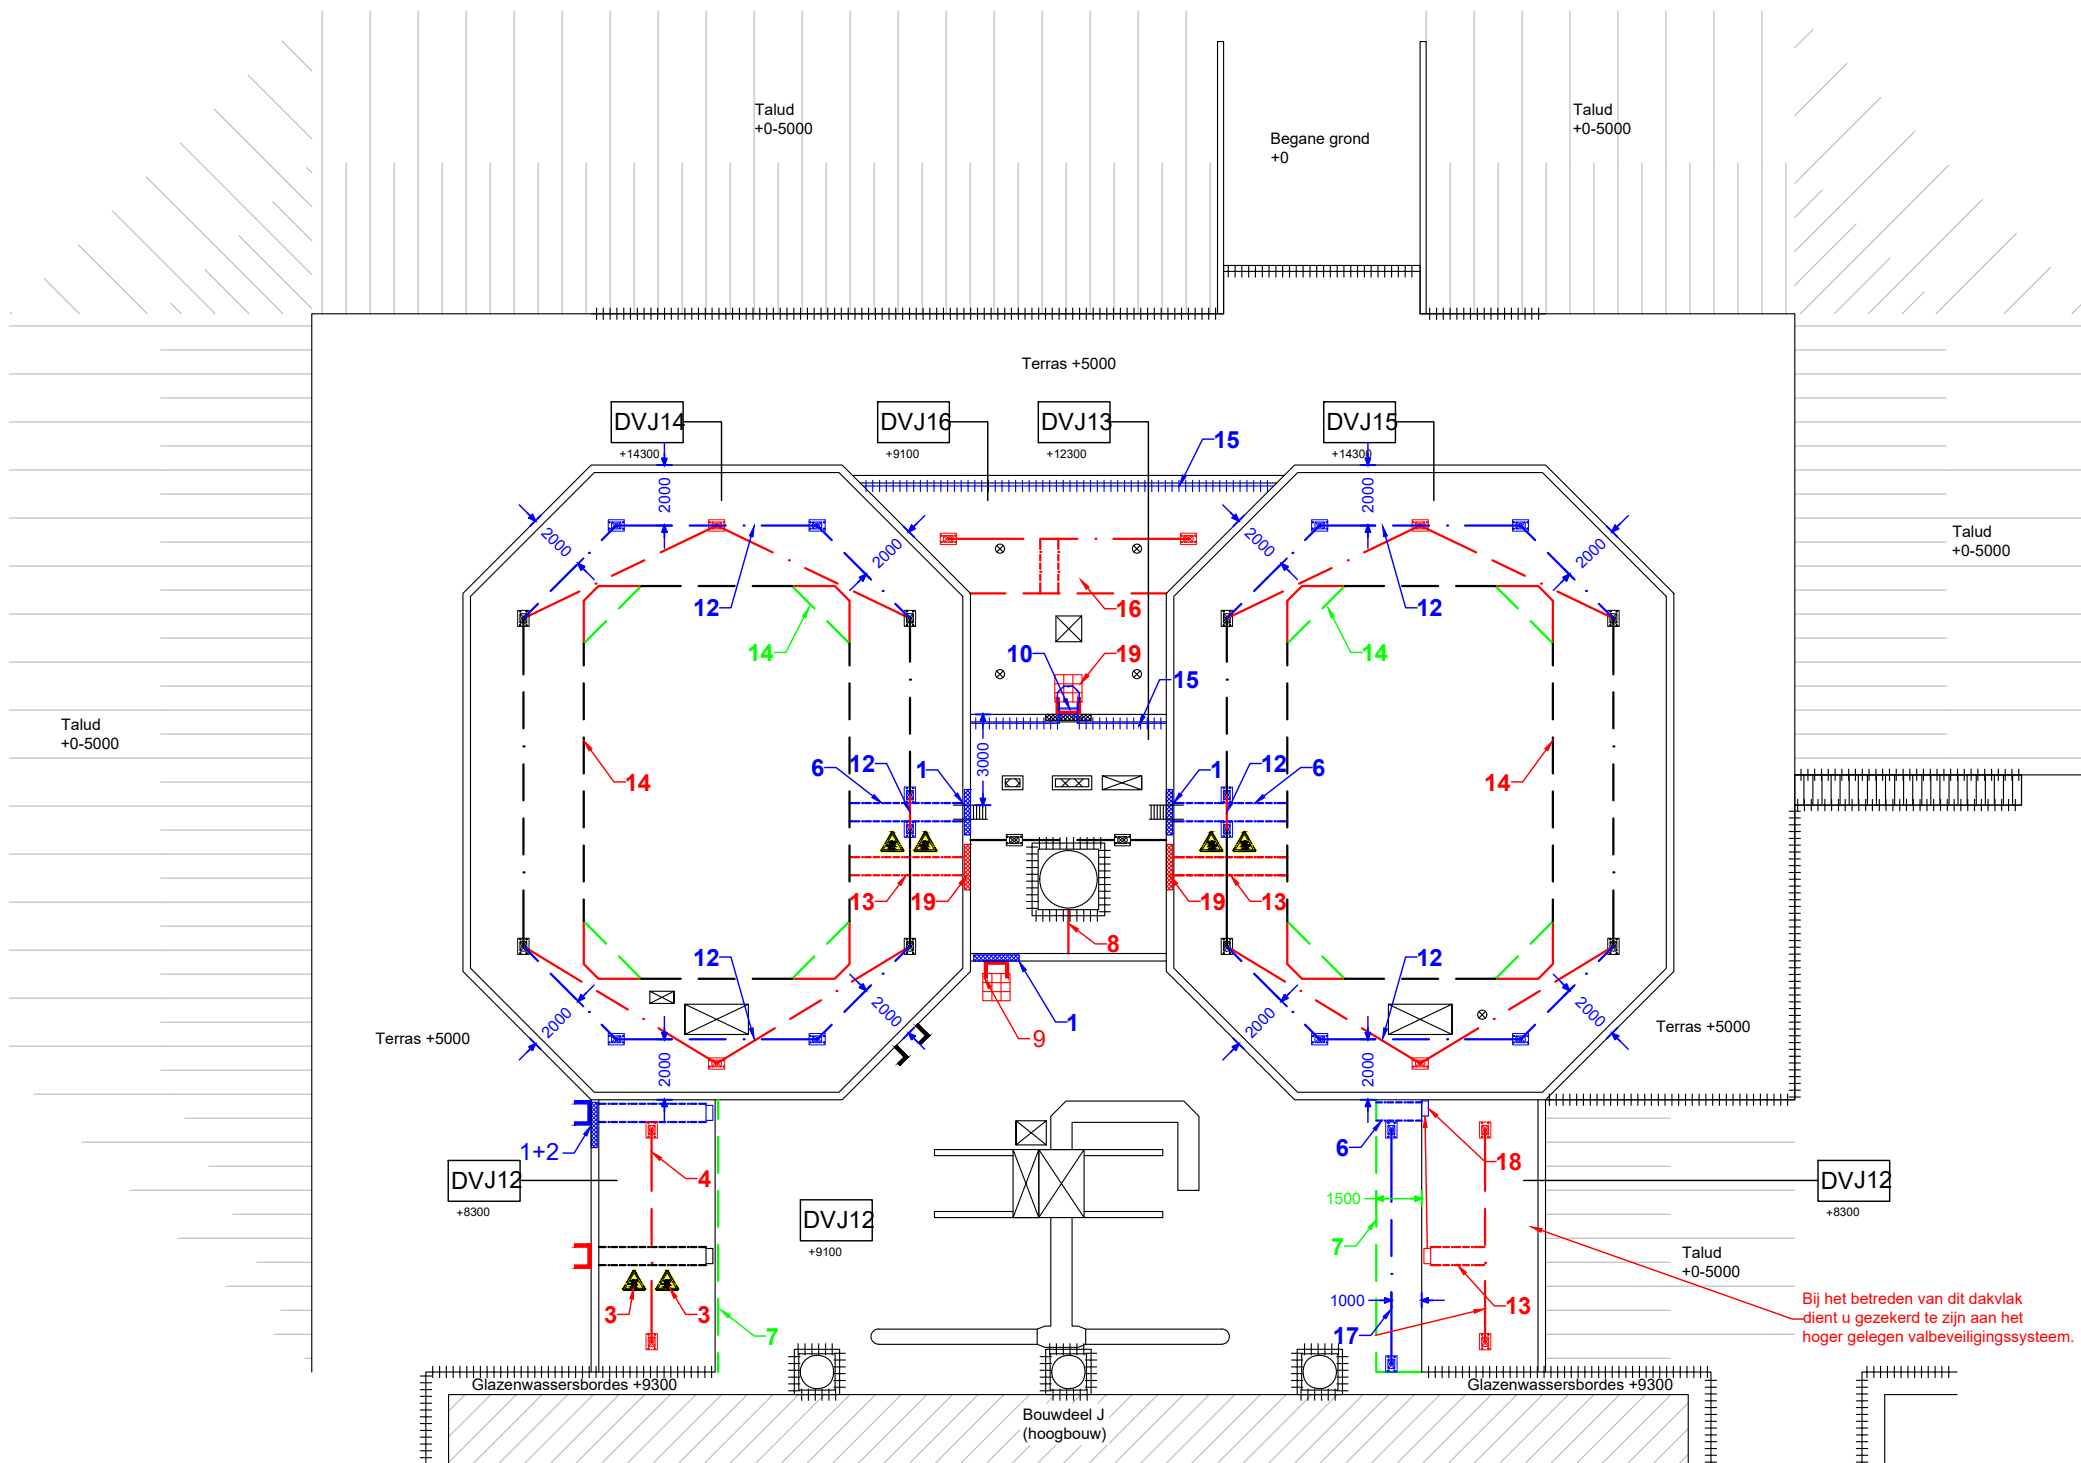 Talud
+0-5000
Begane grond
+0
Talud
+0-5000
Terras +5000
DVJ14
+14300
DVJ16
+9100
DVJ13
+12300
DVJ15
+14300
15
2000
2000
2000
2000
2000
2000
Talud
+0-5000
12
16
12
14
10
19
14
15
Talud
+0-5000
14
6
12
1
3000
1
12
6
14
13
19
19
13
8
12
12
2000
2000
2000
2000
2000
2000
9
1
Terras +5000
Terras +5000
1+2
4
6
18
DVJ12
+8300
DVJ12
+9100
1500
DVJ12
+8300
7
Talud
+0-5000
3
3
7
1000
17
13
Bij het betreden van dit dakvlak
dient u gezekerd te zijn aan het
hoger gelegen valbeveiligingssysteem.
Glazenwassersbordes +9300
Glazenwassersbordes +9300
Bouwdeel J
(hoogbouw)